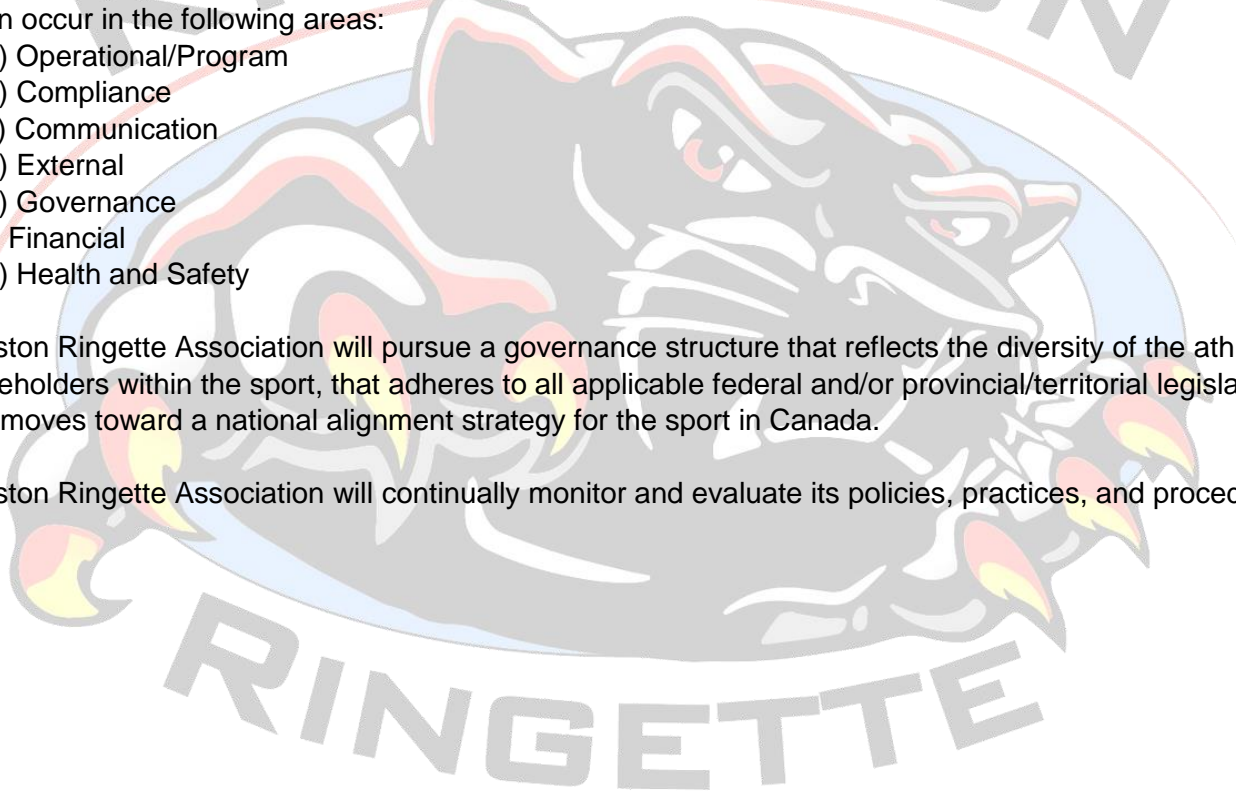 n occur in the following areas:
) Operational/Program
) Compliance
) Communication
) External
) Governance
Financial
) Health and Safety
ston Ringette Association will pursue a governance structure that reflects the diversity of the ath
eholders within the sport, that adheres to all applicable federal and/or provincial/territorial legisla
moves toward a national alignment strategy for the sport in Canada.
ston Ringette Association will continually monitor and evaluate its policies, practices, and proced
RINGETTE